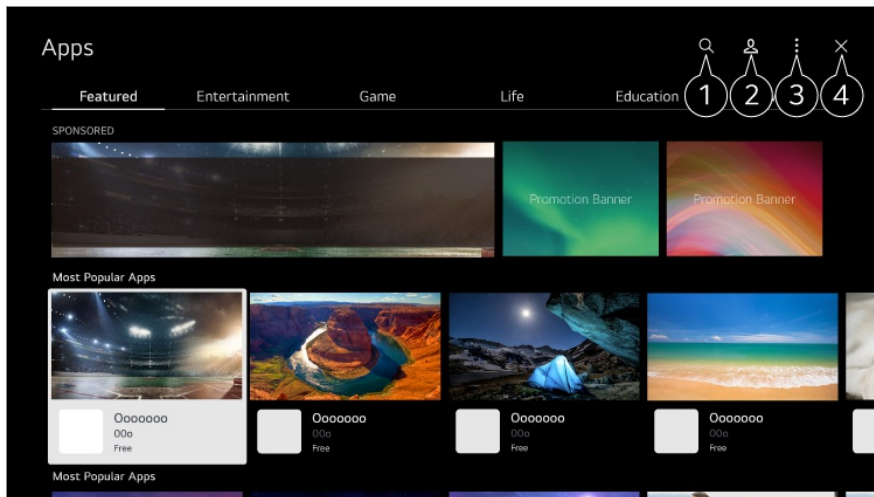 Apps
Featured Entertainment Game Life Education
1 2 3 4
SPONSORED
Promotion Banner Promotion Banner
Most Popular Apps
Ooooooo Ooooooo Ooooooo Ooooooo
00o 00o 00o 00o
Free Free Free Free
Most Popular Apps